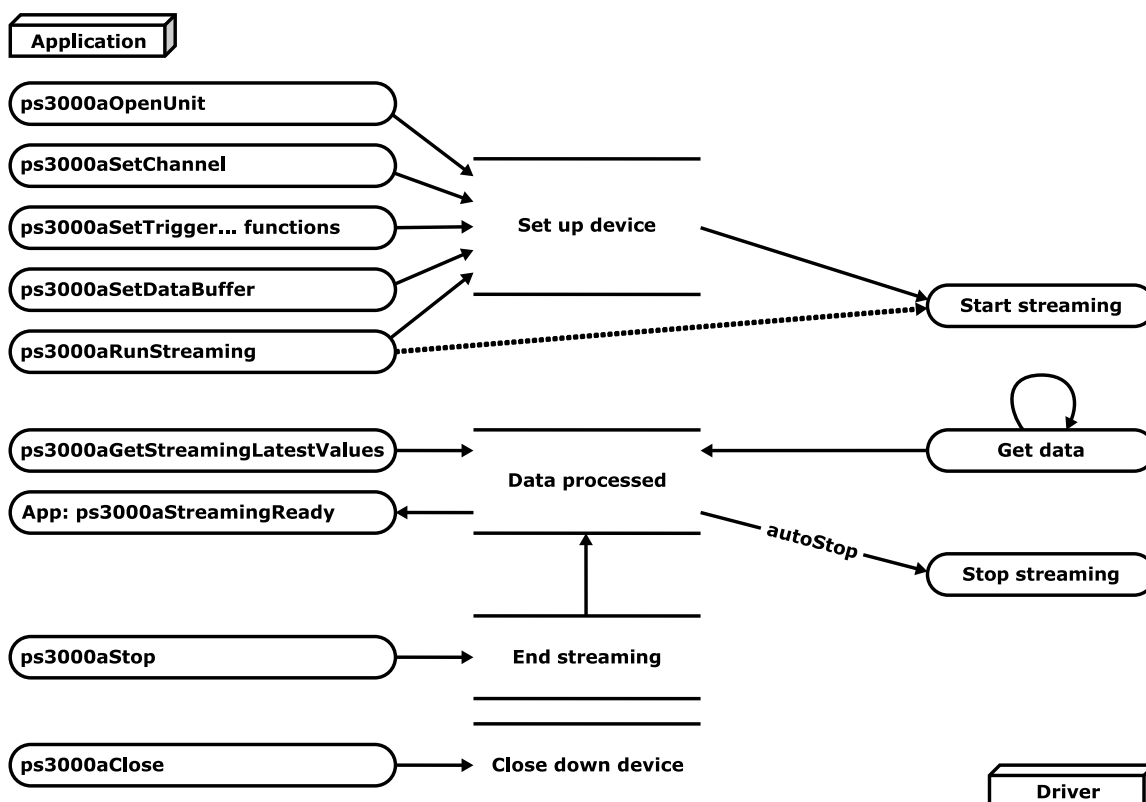 Application
ps3000aOpenUnit
ps3000aSetChannel
ps3000aSetTrigger... functions
Set up device
ps3000aSetDataBuffer
Start streaming
ps3000aRunStreaming
ps3000aGetStreamingLatestValues
Get data
Data processed
App: ps3000aStreamingReady
autoStop
Stop streaming
ps3000aStop
End streaming
ps3000aClose
Close down device
Driver